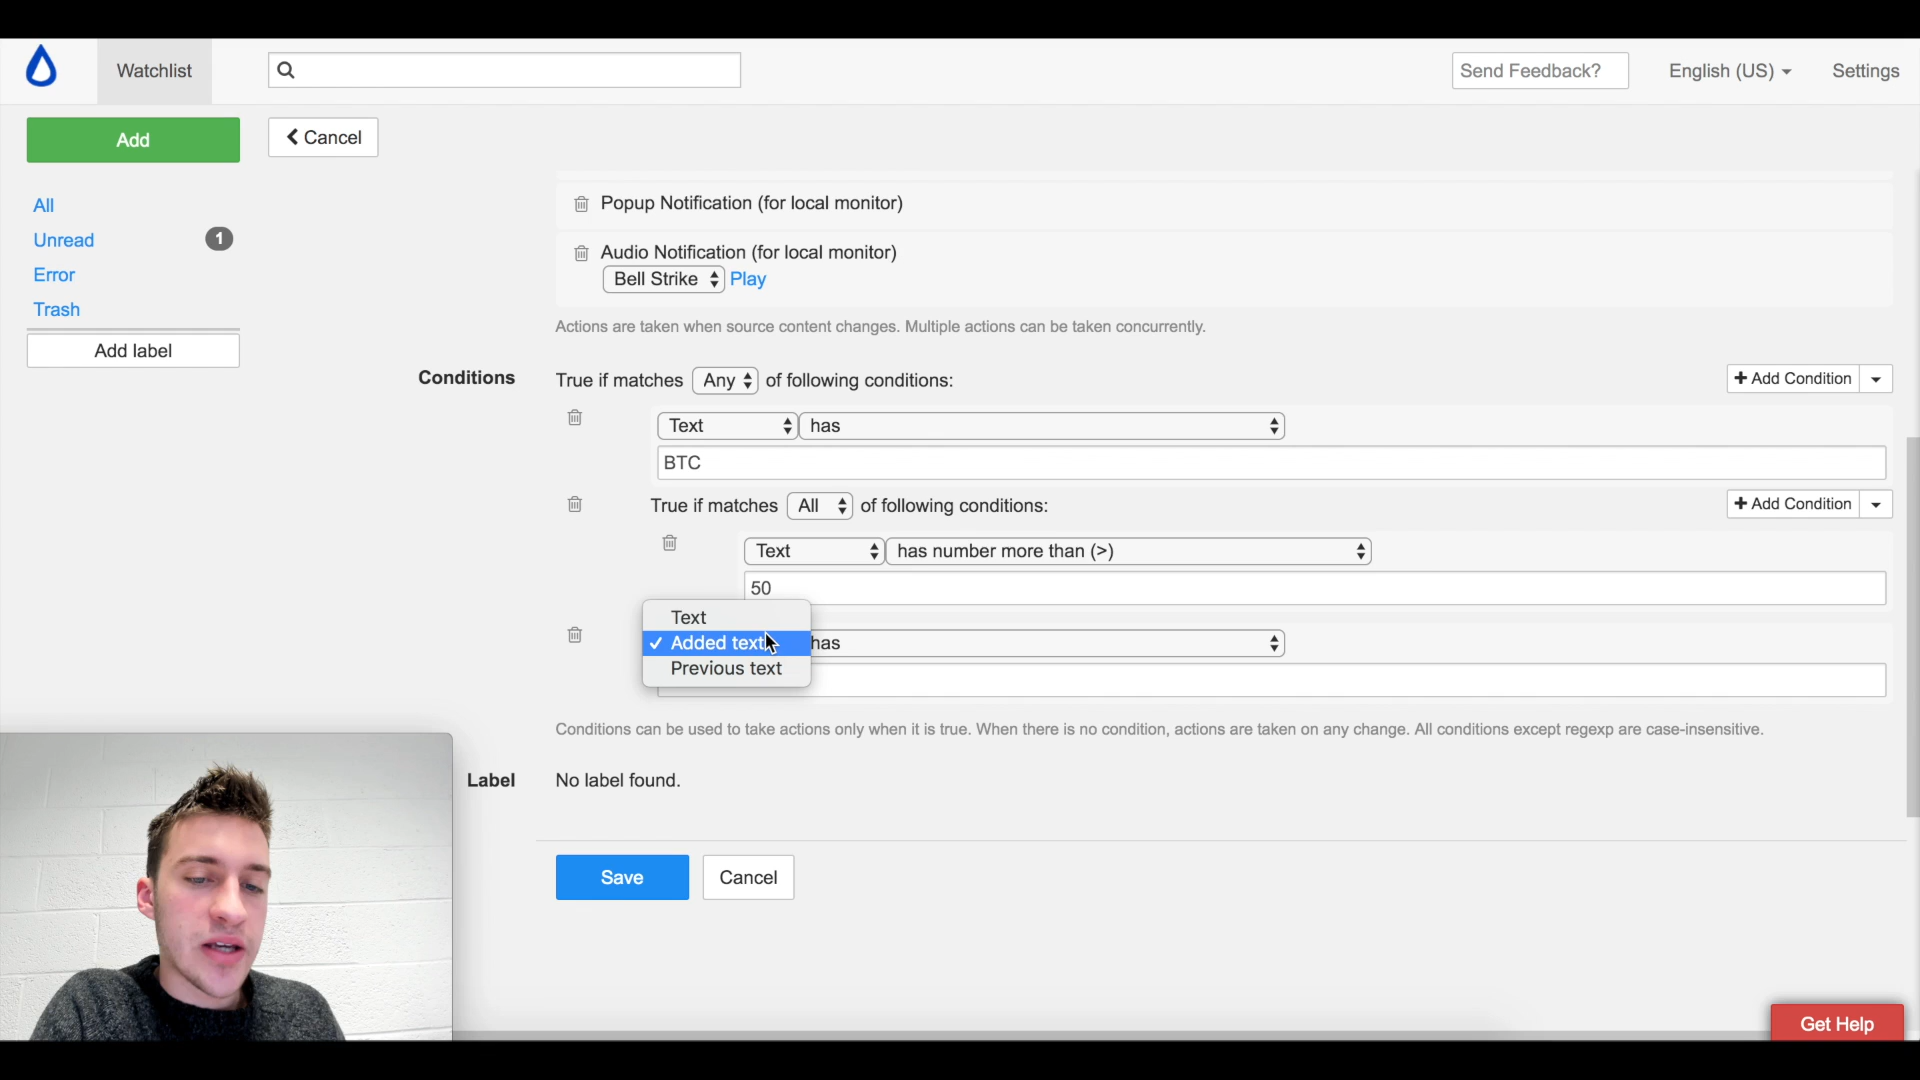 Watchlist
Send Feedback?
English (US)
Settings
Add
Cancel
All
Unread 1
Error
Trash
Add label
Popup Notification (for local monitor)
Audio Notification (for local monitor)
Bell Strike Play
Actions are taken when source content changes. Multiple actions can be taken concurrently.
Conditions
True if matches Any of following conditions:
+ Add Condition
Text has
BTC
True if matches All of following conditions:
+ Add Condition
Text has number more than (>)
50
Text
✓ Added text has
Previous text
Conditions can be used to take actions only when it is true. When there is no condition, actions are taken on any change. All conditions except regexp are case-insensitive.
Label No label found.
Save Cancel
Get Help